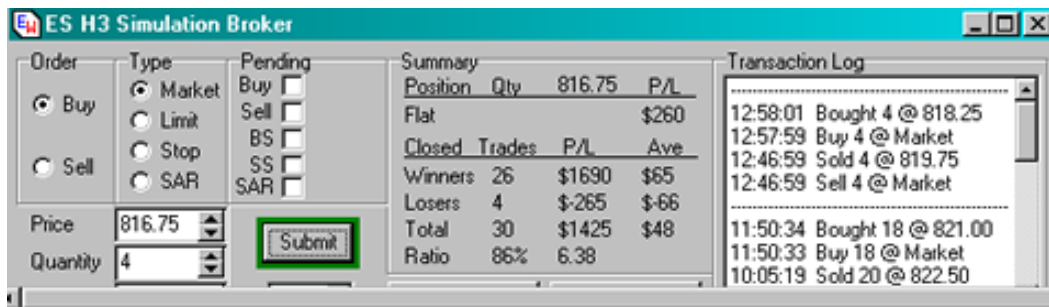 ES H3 Simulation Broker
Order
Buy
Sell
Type
Market
Limit
Stop
SAR
Pending
Buy
Sell
BS
SS
SAR
Price 816.75
Quantity 4
Submit
Summary
Position Qty 816.75 P/L
Flat $260
Closed Trades P/L Ave
Winners 26 $1690 $65
Losers 4 $-265 $-66
Total 30 $1425 $48
Ratio 86% 6.38
Transaction Log
12:58:01 Bought 4 @ 818.25
12:57:59 Buy 4 @ Market
12:46:59 Sold 4 @ 819.75
12:46:59 Sell 4 @ Market
11:50:34 Bought 18 @ 821.00
11:50:33 Buy 18 @ Market
10:05:19 Sold 20 @ 822.50